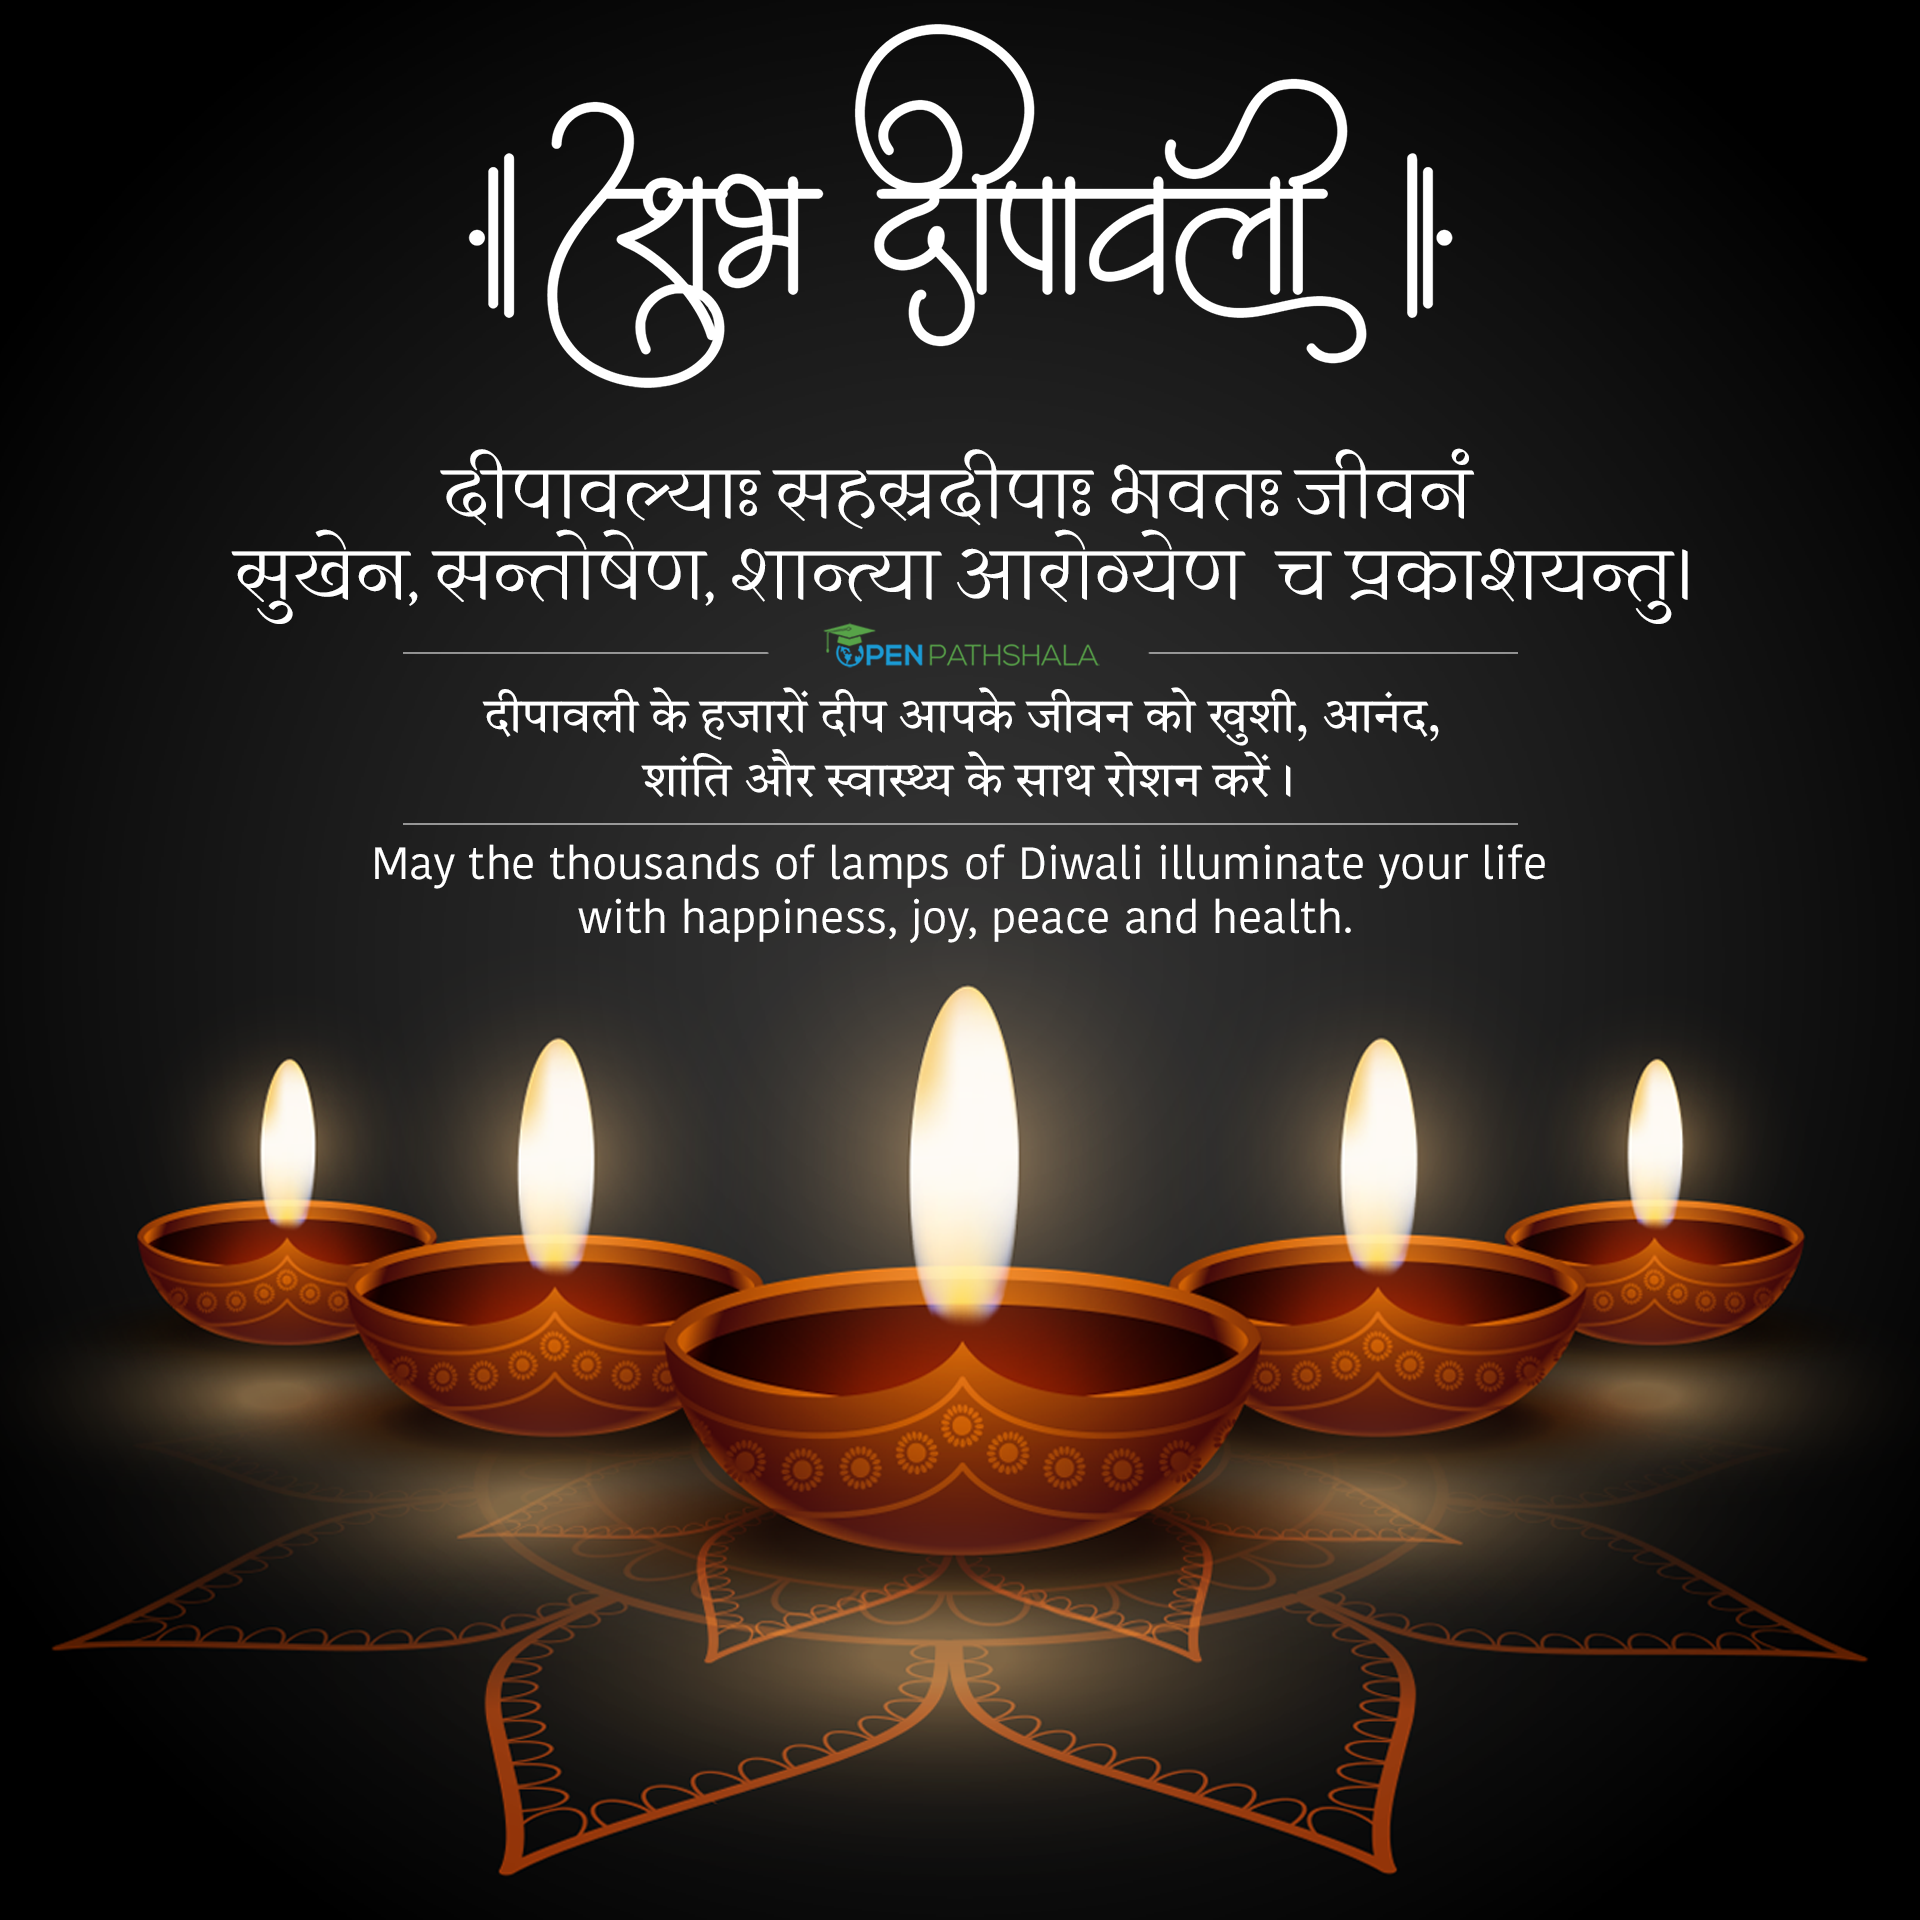 ॥ शुभ दीपावली ॥
दीपावल्याः सहस्रदीपाः भवतः जीवनं
सुखेन, सन्तोषेण, शान्त्या आरोग्येण च प्रकाशयन्तु।
OPEN PATHSHALA
दीपावली के हजारों दीप आपके जीवन को खुशी, आनंद,
शांति और स्वास्थ्य के साथ रोशन करें।
May the thousands of lamps of Diwali illuminate your life
with happiness, joy, peace and health.